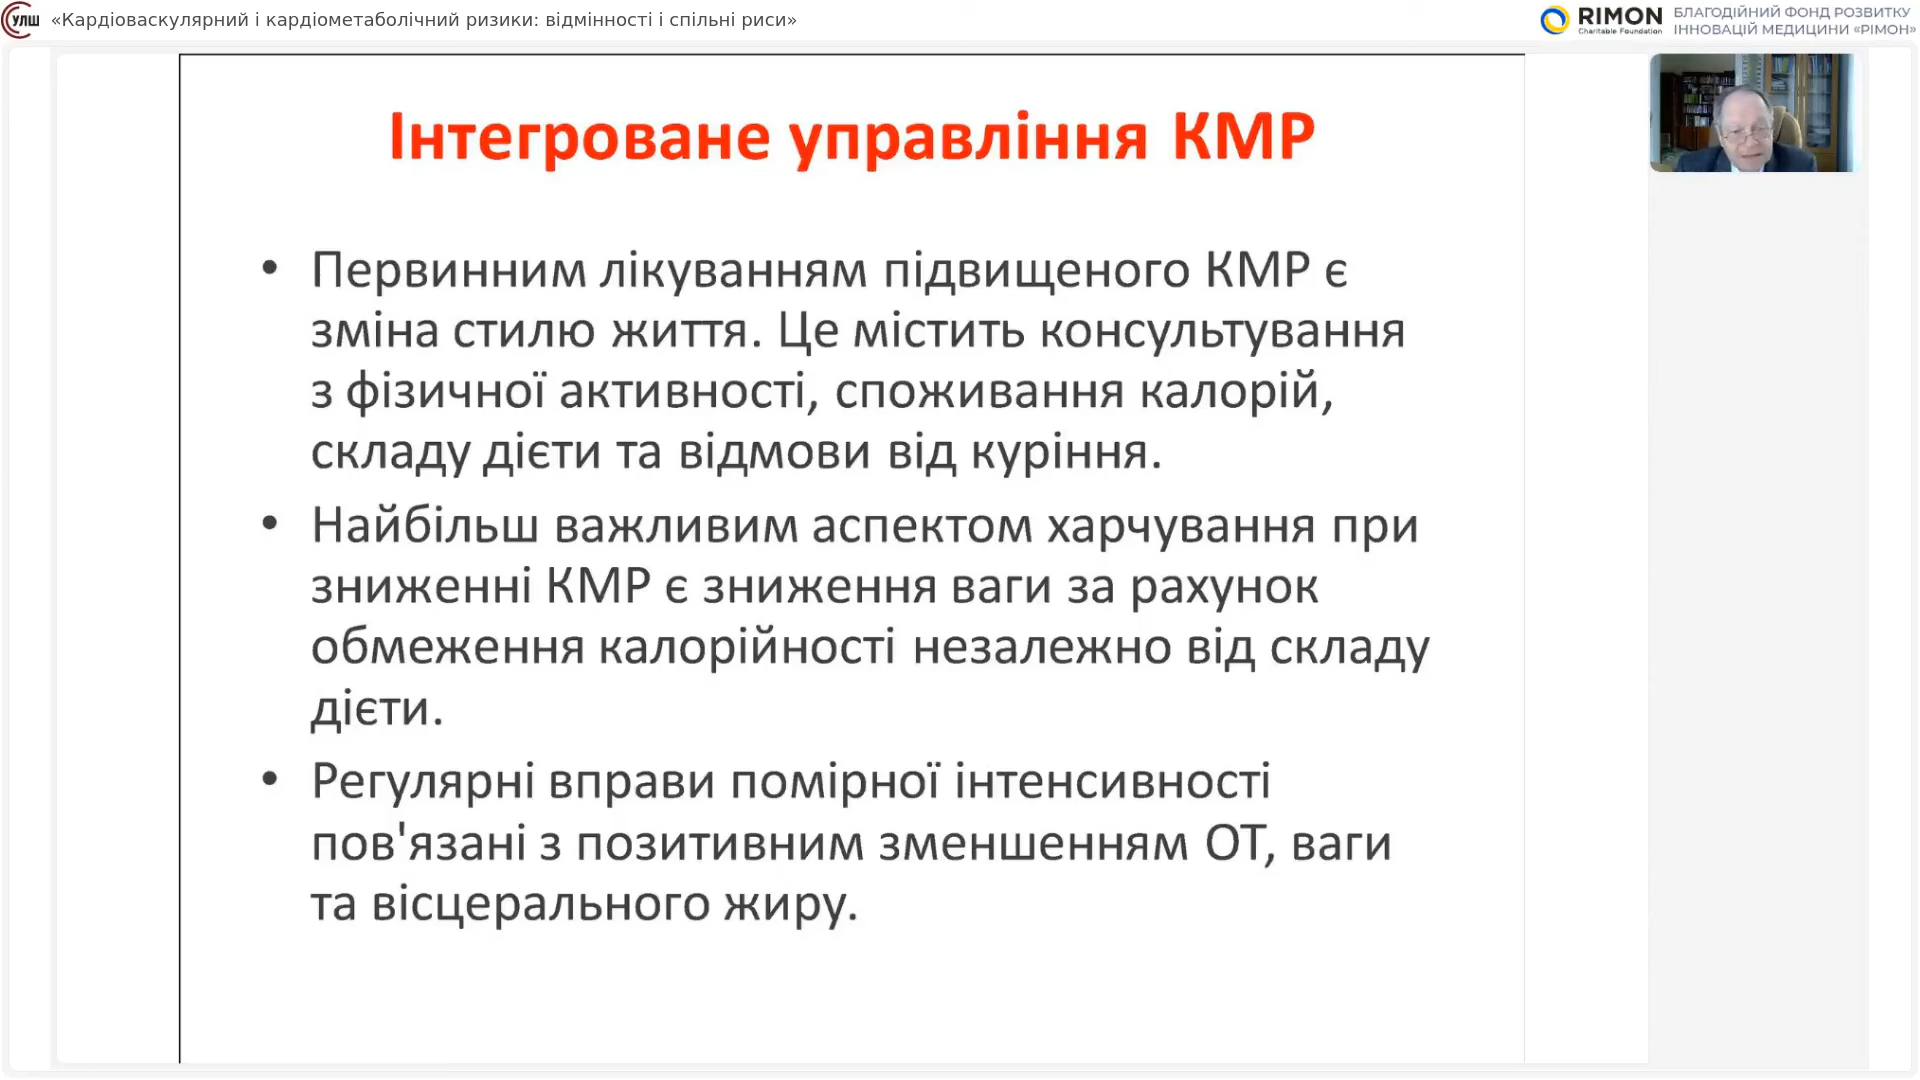 УЛШ «Кардіоваскулярний і кардіометаболічний ризики: відмінності і спільні риси»
RIMON
Charitable Foundation
БЛАГОДІЙНИЙ ФОНД РОЗВИТКУ
ІННОВАЦІЙ МЕДИЦИНИ «РІМОН»
Інтегроване управління КМР
• Первинним лікуванням підвищеного КМР є
зміна стилю життя. Це містить консультування
з фізичної активності, споживання калорій,
складу дієти та відмови від куріння.
• Найбільш важливим аспектом харчування при
зниженні КМР є зниження ваги за рахунок
обмеження калорійності незалежно від складу
дієти.
• Регулярні вправи помірної інтенсивності
пов'язані з позитивним зменшенням ОТ, ваги
та вісцерального жиру.